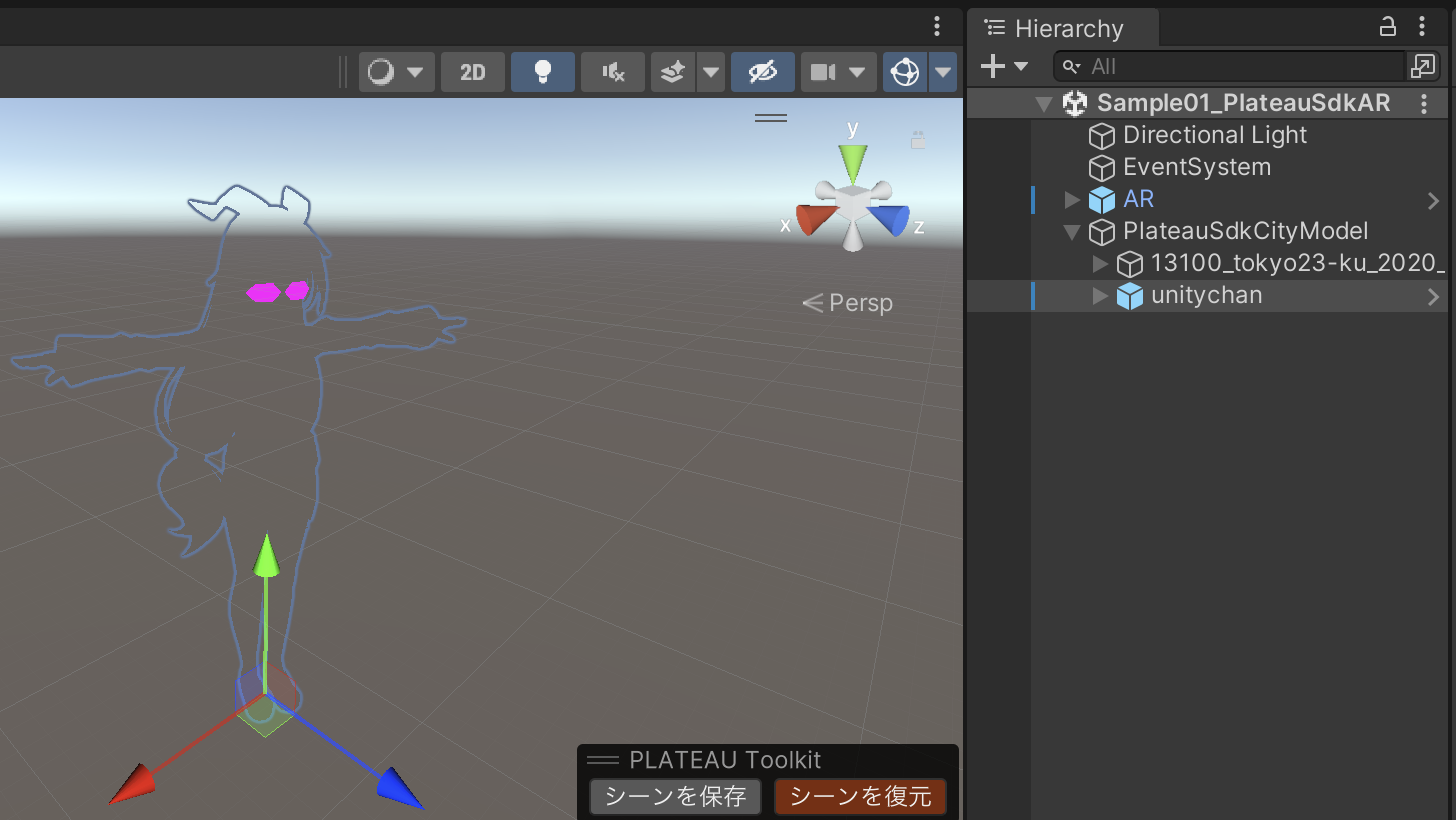 2D
y
x
z
Persp
PLATEAU Toolkit
シーンを保存 シーンを復元
Hierarchy
All
Sample01_PlateauSdkAR
Directional Light
EventSystem
AR
PlateauSdkCityModel
13100_tokyo23-ku_2020_
unitychan